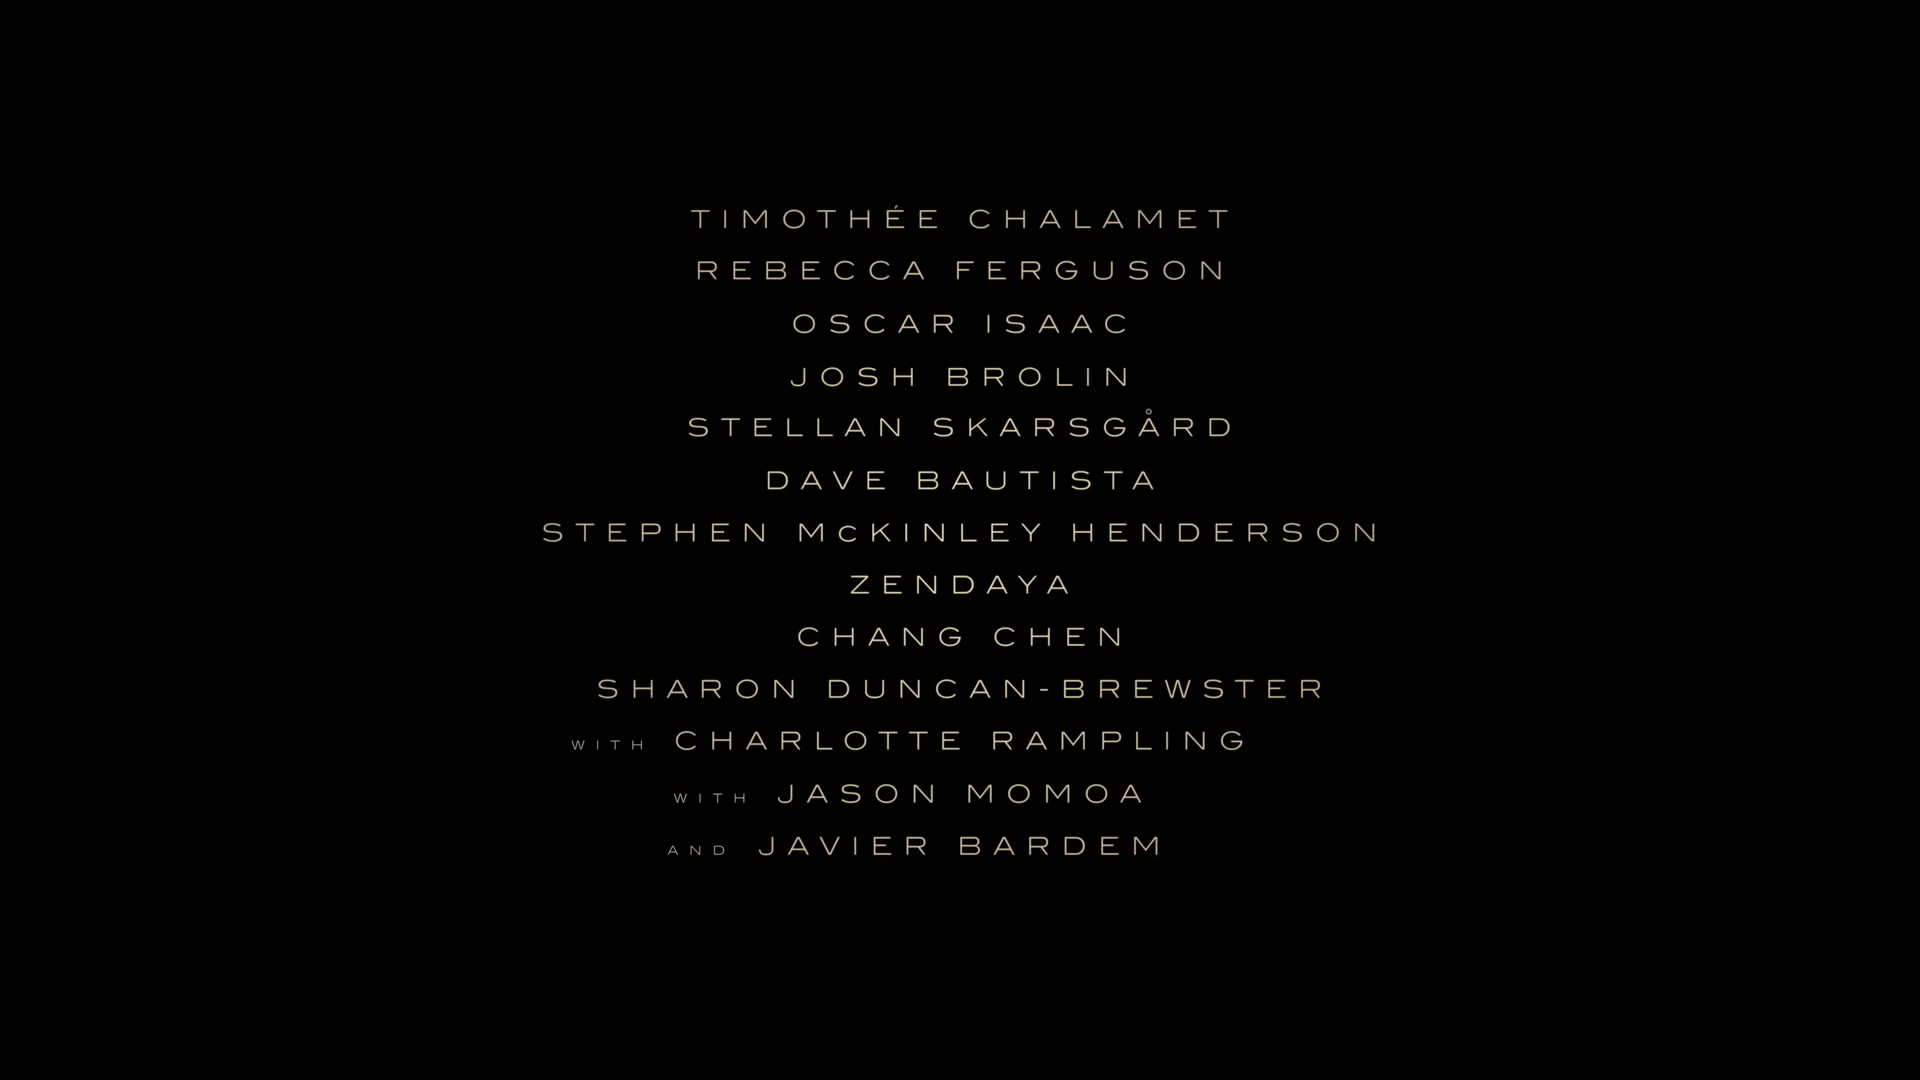 TIMOTHÉE CHALAMET
REBECCA FERGUSON
OSCAR ISAAC
JOSH BROLIN
STELLAN SKARSGÅRD
DAVE BAUTISTA
STEPHEN McKINLEY HENDERSON
ZENDAYA
CHANG CHEN
SHARON DUNCAN-BREWSTER
WITH CHARLOTTE RAMPLING
WITH JASON MOMOA
AND JAVIER BARDEM